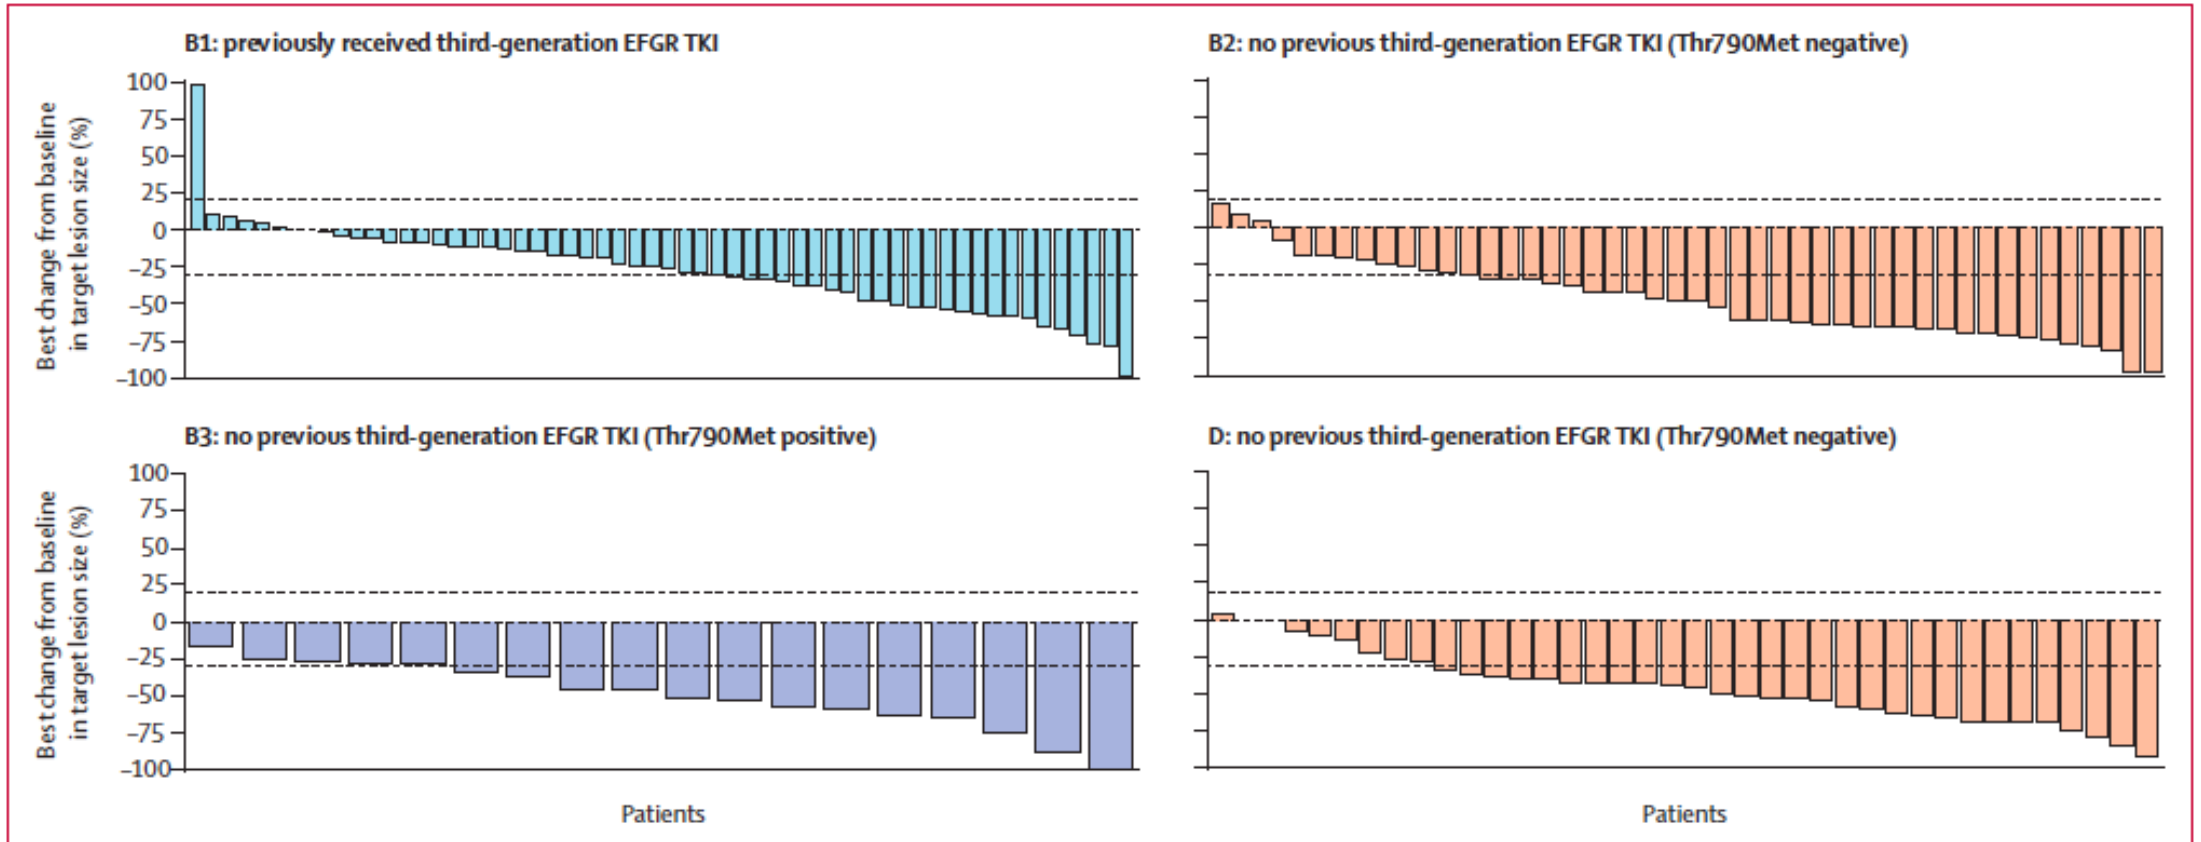 B1: previously received third-generation EFGR TKI
B2: no previous third-generation EFGR TKI (Thr790Met negative)
Best change from baseline
in target lesion size (%)
100
75
50
25
0
−25
−50
−75
−100
B3: no previous third-generation EFGR TKI (Thr790Met positive)
D: no previous third-generation EFGR TKI (Thr790Met negative)
Best change from baseline
in target lesion size (%)
100
75
50
25
0
−25
−50
−75
−100
Patients
Patients